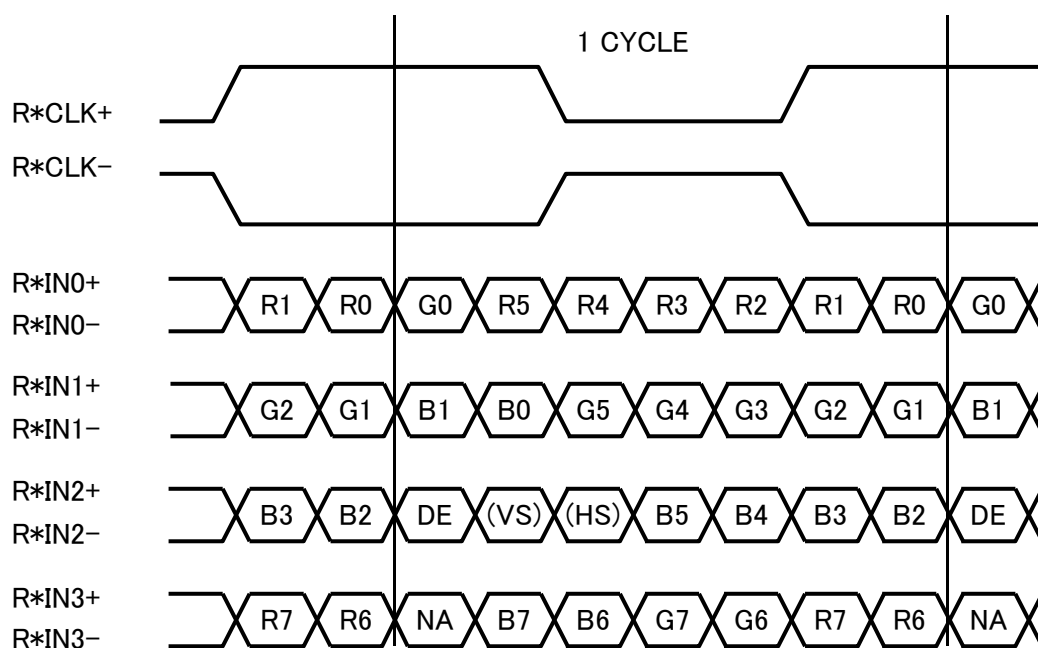 1 CYCLE
R*CLK+
R*CLK-
R*IN0+
R1 R0 G0 R5 R4 R3 R2 R1 R0 G0
R*IN0-
R*IN1+
G2 G1 B1 B0 G5 G4 G3 G2 G1 B1
R*IN1-
R*IN2+
B3 B2 DE (VS) (HS) B5 B4 B3 B2 DE
R*IN2-
R*IN3+
R7 R6 NA B7 B6 G7 G6 R7 R6 NA
R*IN3-